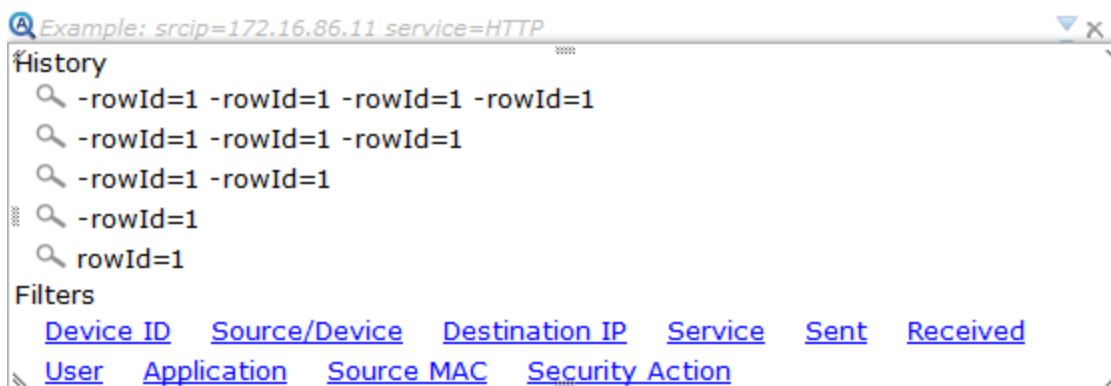 Example: srcip=172.16.86.11 service=HTTP
History
-rowId=1 -rowId=1 -rowId=1 -rowId=1
-rowId=1 -rowId=1 -rowId=1
-rowId=1 -rowId=1
-rowId=1
rowId=1
Filters
Device ID Source/Device Destination IP Service Sent Received
User Application Source MAC Security Action